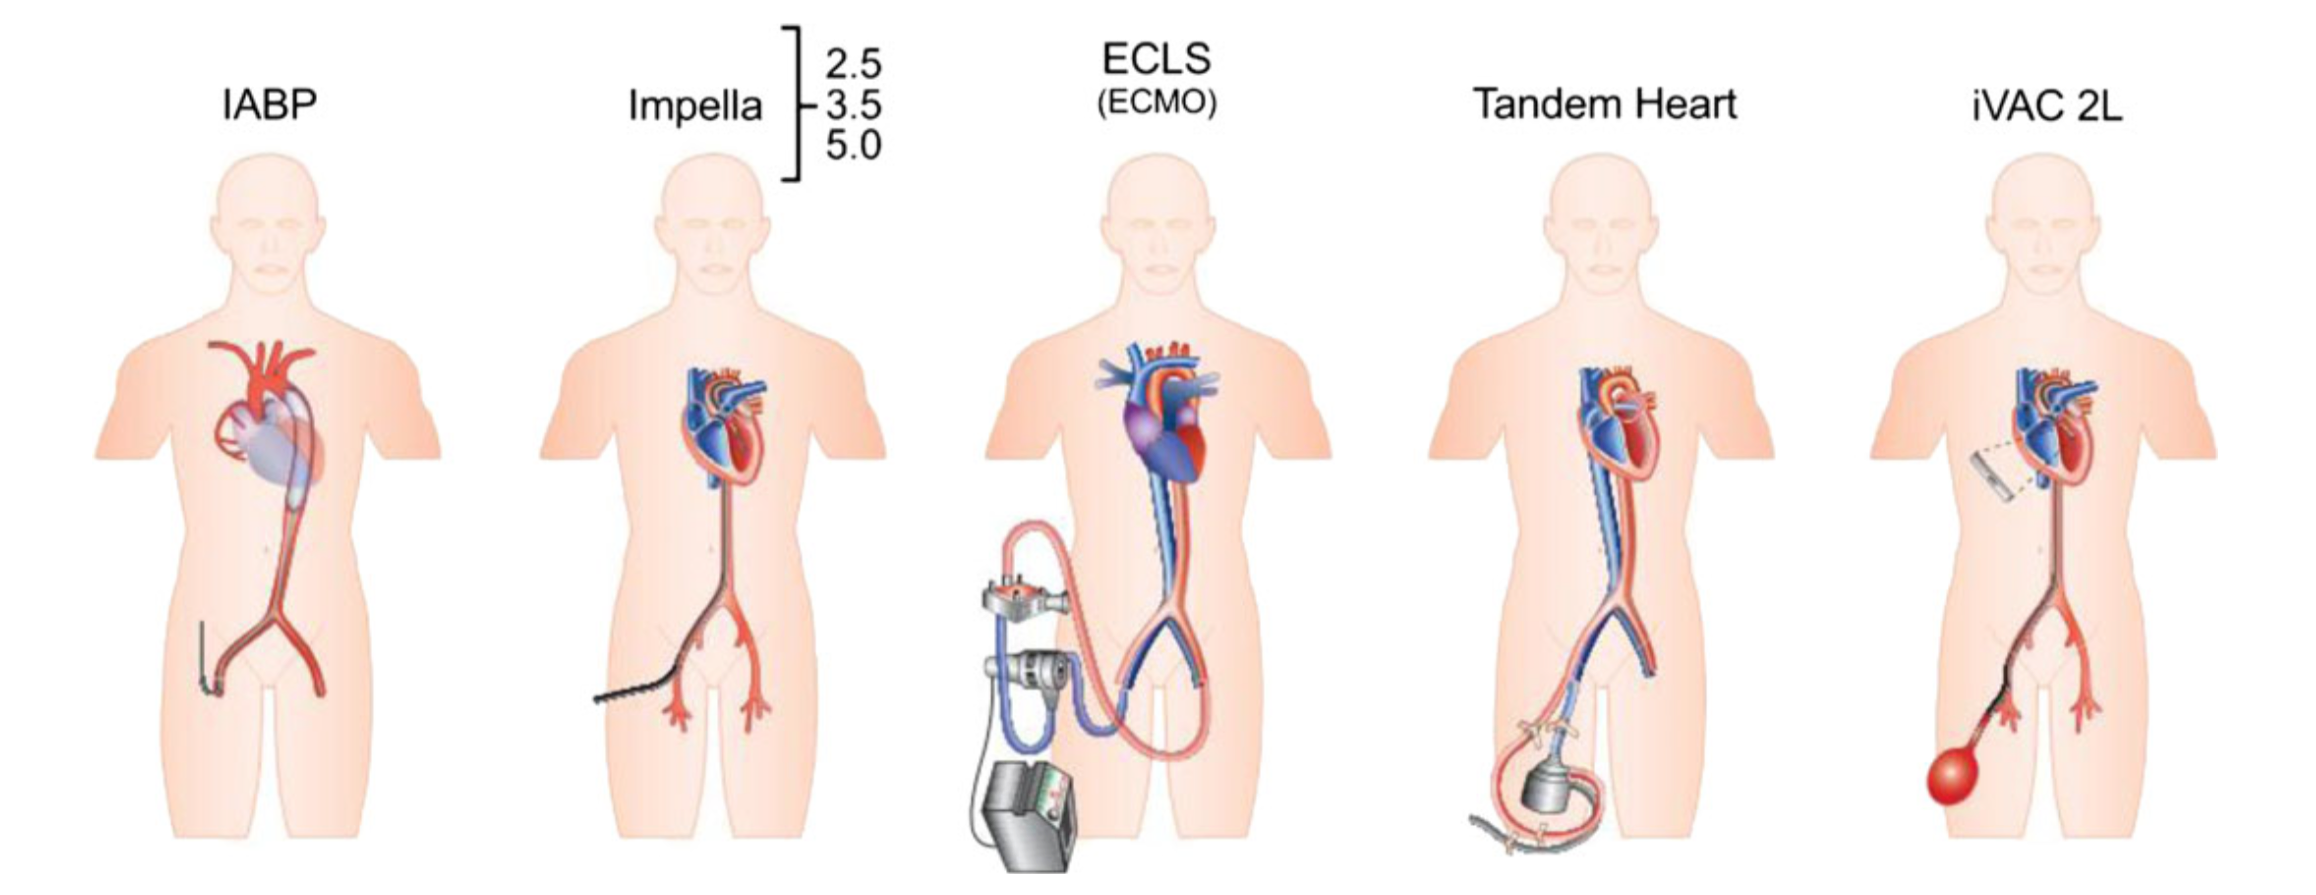 IABP
Impella
2.5
3.5
5.0
ECLS
(ECMO)
Tandem Heart
iVAC 2L